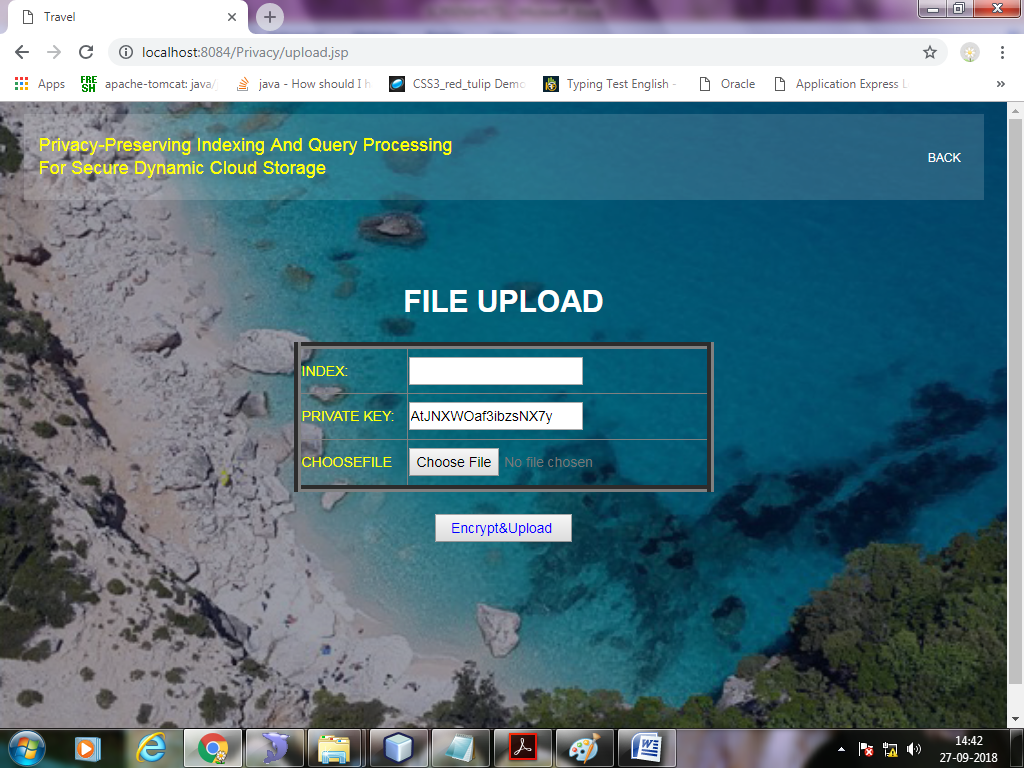 Travel
localhost:8084/Privacy/upload.jsp
Apps
FRE
SH
apache-tomcat: java/
java - How should I h
CSS3_red_tulip Demo
Typing Test English -
Oracle
Application Express L
»
Privacy-Preserving Indexing And Query Processing
For Secure Dynamic Cloud Storage
BACK
FILE UPLOAD
INDEX:
PRIVATE KEY: AtJNXWOaf3ibzsNX7y
CHOOSEFILE Choose File No file chosen
Encrypt&Upload
14:42
27-09-2018